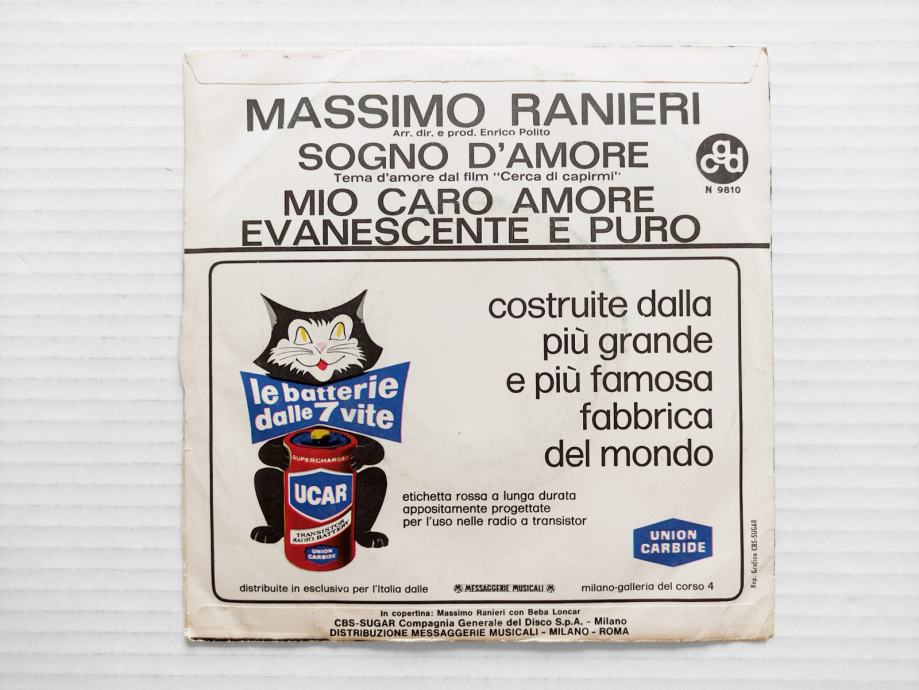 MASSIMO RANIERI
Arr. dir. e prod. Enrico Polito
SOGNO D'AMORE
Tema d'amore dal film "Cerca di capirmi"
MIO CARO AMORE
EVANESCENTE E PURO
cgd
N 9810
le batterie
dalle 7 vite
SUPERCHARGED
UCAR
TRANSISTOR
RADIO BATTERY
UNION
CARBIDE
costruite dalla
più grande
e più famosa
fabbrica
del mondo
etichetta rossa a lunga durata
appositamente progettate
per l'uso nelle radio a transistor
UNION
CARBIDE
distribuite in esclusiva per l'Italia dalle MESSAGGERIE MUSICALI milano-galleria del corso 4
Rep. Grafico CBS-SUGAR
In copertina: Massimo Ranieri con Beba Loncar
CBS-SUGAR Compagnia Generale del Disco S.p.A. - Milano
DISTRIBUZIONE MESSAGGERIE MUSICALI - MILANO - ROMA